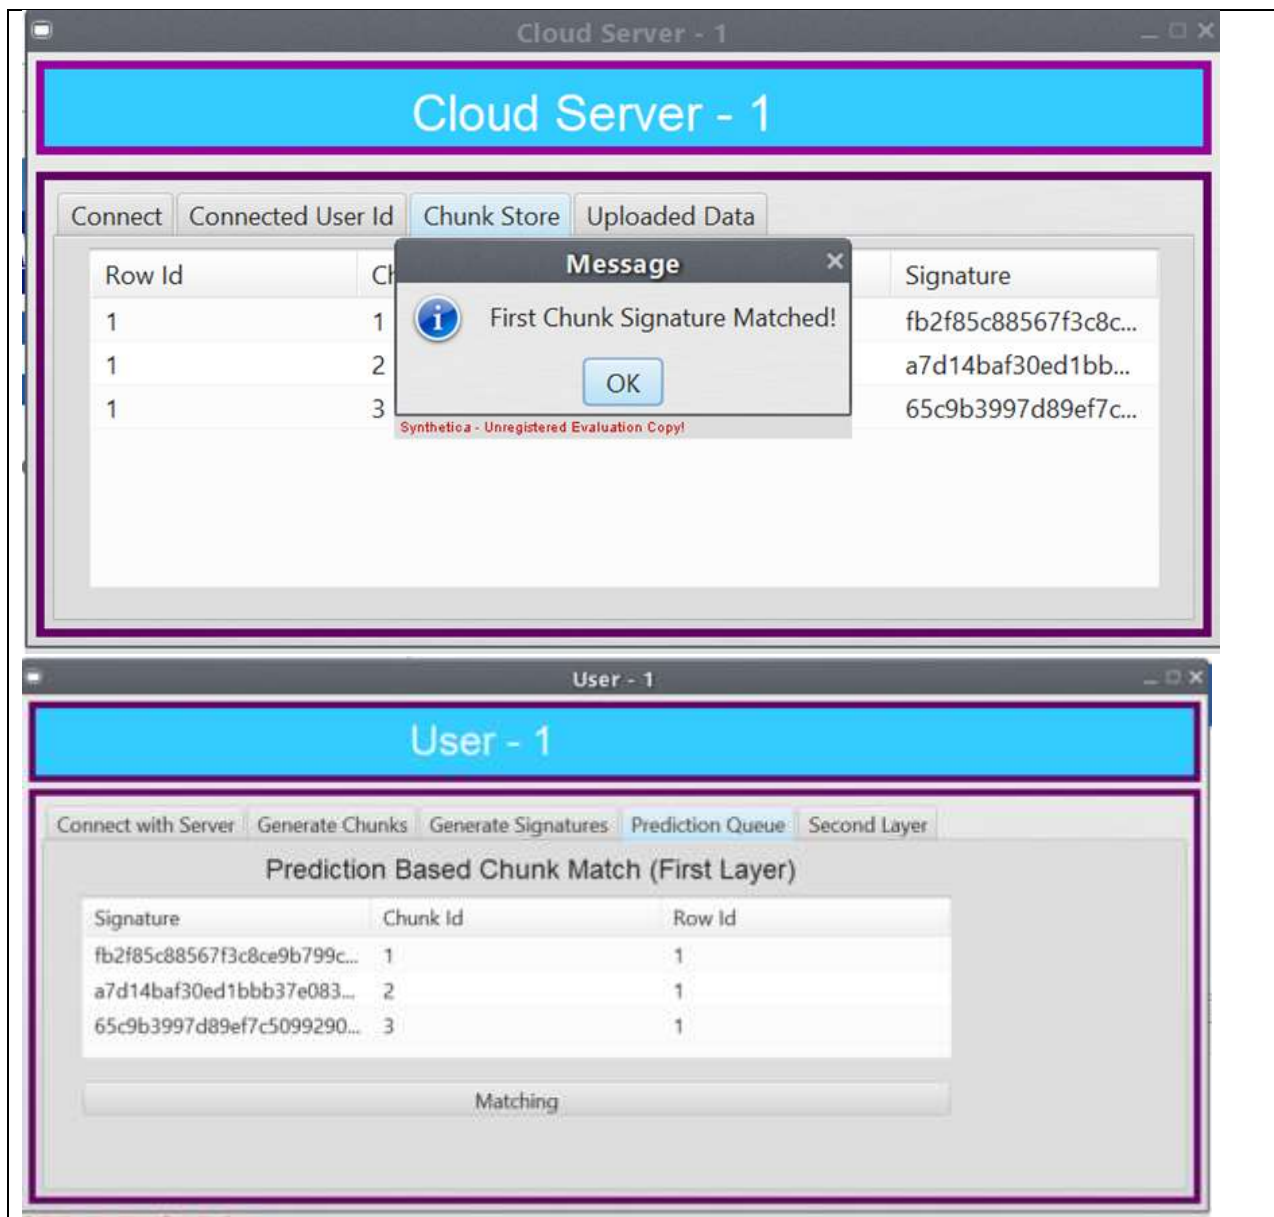 Cloud Server - 1
Cloud Server - 1
Connect Connected User Id Chunk Store Uploaded Data
Message
Row Id Ch Signature
First Chunk Signature Matched!
1 1 fb2f85c88567f3c8c...
1 2 a7d14baf30ed1bb...
OK
1 3 65c9b3997d89ef7c...
Synthetica - Unregistered Evaluation Copy!
User - 1
User - 1
Connect with Server Generate Chunks Generate Signatures Prediction Queue Second Layer
Prediction Based Chunk Match (First Layer)
Signature Chunk Id Row Id
fb2f85c88567f3c8ce9b799c... 1 1
a7d14baf30ed1bbb37e083... 2 1
65c9b3997d89ef7c5099290... 3 1
Matching